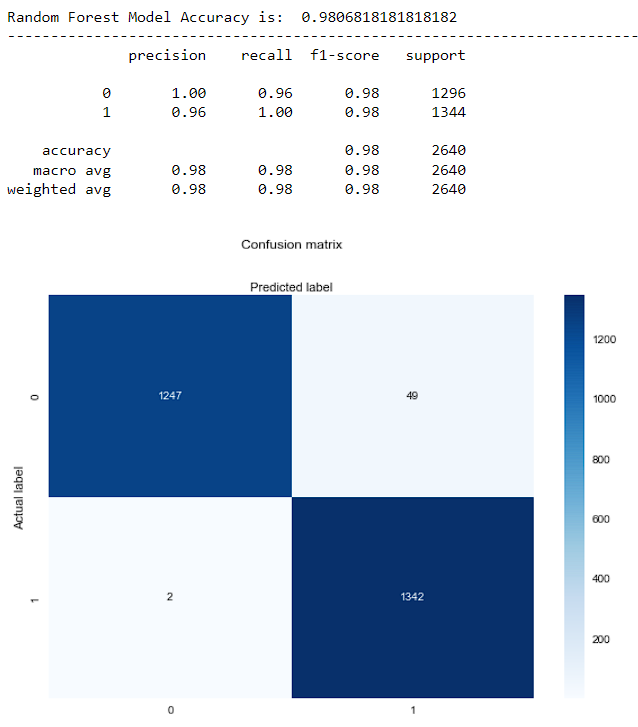 Random Forest Model Accuracy is:  0.9806818181818182
--------------------------------------------------------------------------------
precision    recall  f1-score   support
0       1.00      0.96      0.98      1296
1       0.96      1.00      0.98      1344
accuracy                           0.98      2640
macro avg       0.98      0.98      0.98      2640
weighted avg       0.98      0.98      0.98      2640
Confusion matrix
Predicted label
1200
1000
800
600
400
200
Actual label
0
1247
49
1
2
1342
0
1